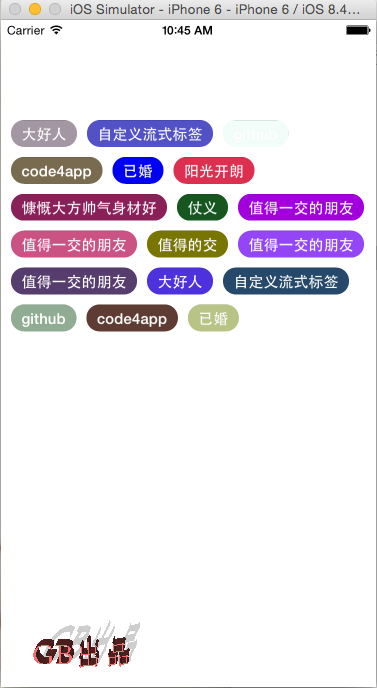 iOS Simulator - iPhone 6 - iPhone 6 / iOS 8.4...
Carrier 10:45 AM
大好人 自定义流式标签 github
code4app 已婚 阳光开朗
慷慨大方帅气身材好 仗义 值得一交的朋友
值得一交的朋友 值得的交 值得一交的朋友
值得一交的朋友 大好人 自定义流式标签
github code4app 已婚
GB出品